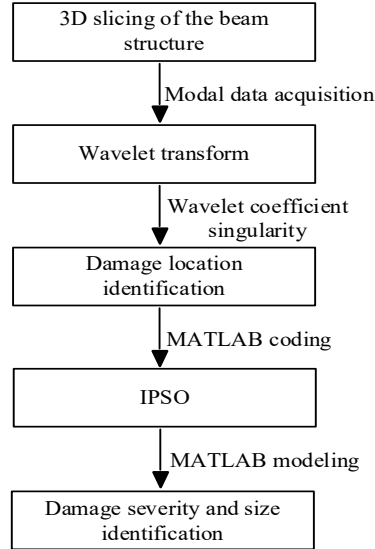 3D slicing of the beam
structure
Modal data acquisition
Wavelet transform
Wavelet coefficient
singularity
Damage location
identification
MATLAB coding
IPSO
MATLAB modeling
Damage severity and size
identification